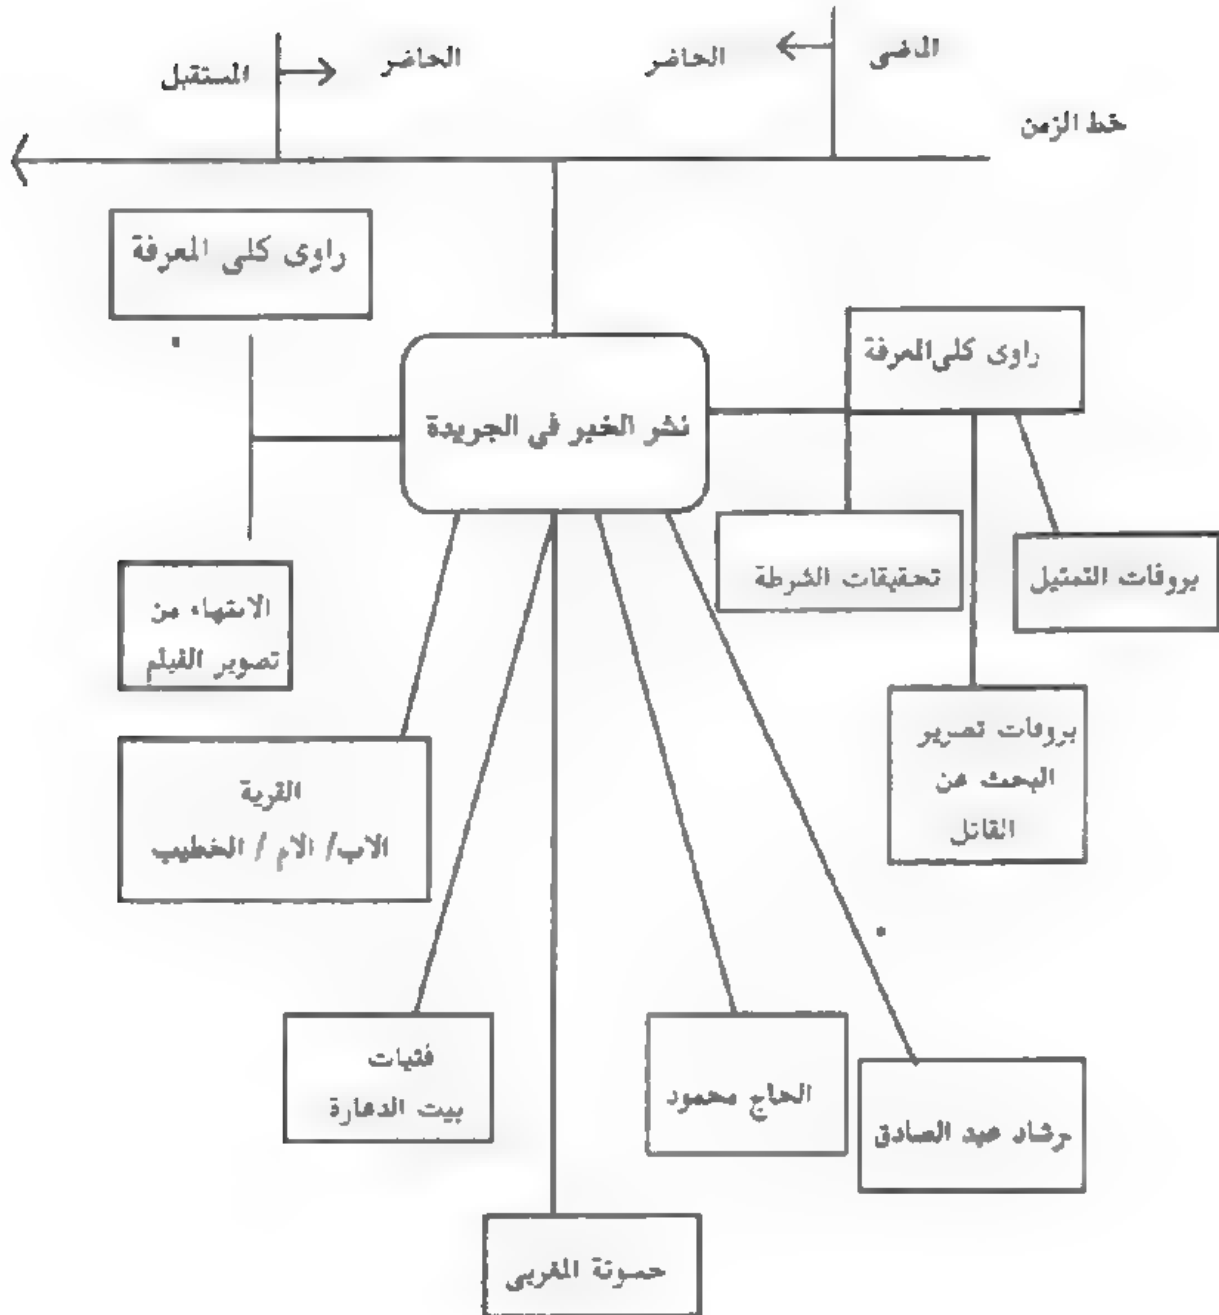 الماضى
الحاضر
الحاضر
المستقبل
خط الزمن
راوى كلى المعرفة
راوى كلى المعرفة
نشر الخبر في الجريدة
تحقيقات الشرطة
بروفات التمثيل
الانتهاء من
تصوير الفيلم
بروفات تصوير
البحث عن
القاتل
القرية
الاب/ الام / الخطيب
فتيات
بيت الدعارة
الحاج محمود
رشاد عبد الصادق
حسونة المغربى